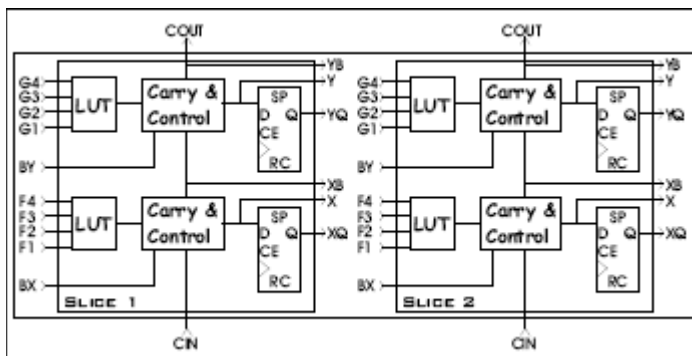 COUT
YB
G4
Y
G3
G2
G1
LUT
Carry &
Control
SP
D Q
CE
RC
YQ
BY
XB
F4
X
F3
F2
F1
LUT
Carry &
Control
SP
D Q
CE
RC
XQ
BX
SLICE 1
CIN
COUT
YB
G4
Y
G3
G2
G1
LUT
Carry &
Control
SP
D Q
CE
RC
YQ
BY
XB
F4
X
F3
F2
F1
LUT
Carry &
Control
SP
D Q
CE
RC
XQ
BX
SLICE 2
CIN